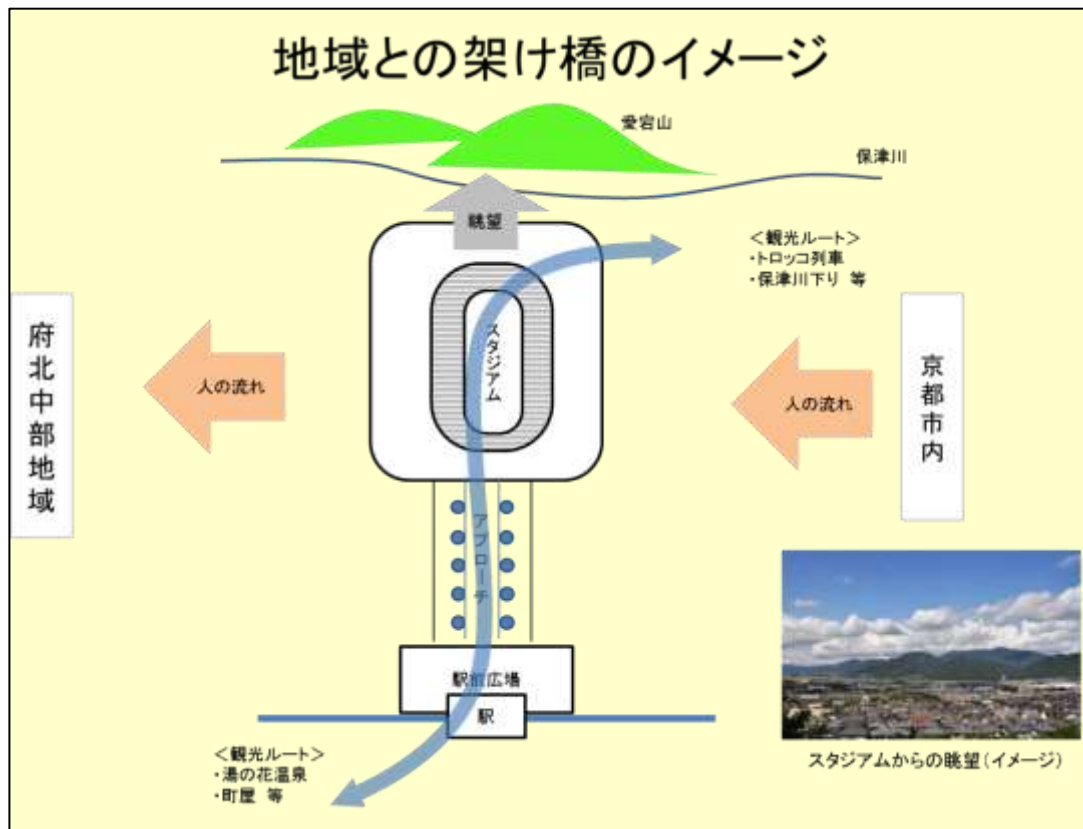 地域との架け橋のイメージ
愛宕山
保津川
眺望
＜観光ルート＞
・トロッコ列車
・保津川下り 等
府北中部地域
人の流れ
スタジアム
人の流れ
京都市内
アプローチ
駅前広場
駅
＜観光ルート＞
・湯の花温泉
・町屋 等
スタジアムからの眺望(イメージ)